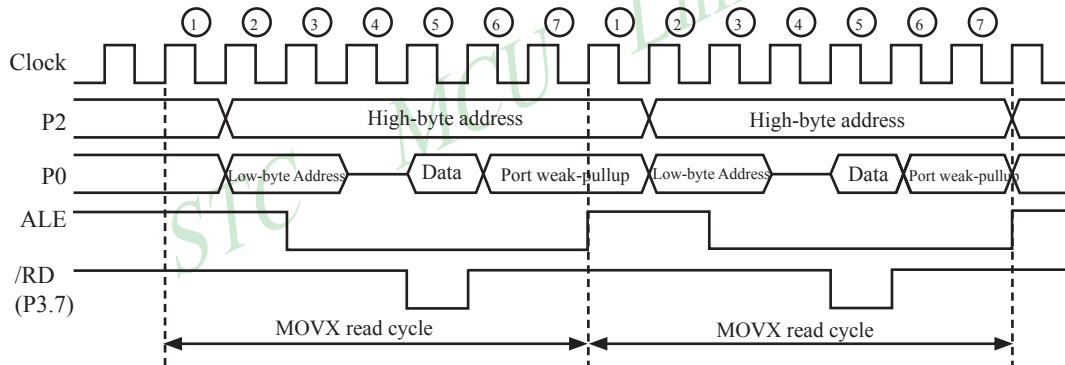 1 2 3 4 5 6 7 1 2 3 4 5 6 7
Clock
P2 High-byte address High-byte address
P0 Low-byte Address Data Port weak-pullup Low-byte Address Data Port weak-pullup
ALE
/RD
(P3.7)
MOVX read cycle MOVX read cycle
STC MCU